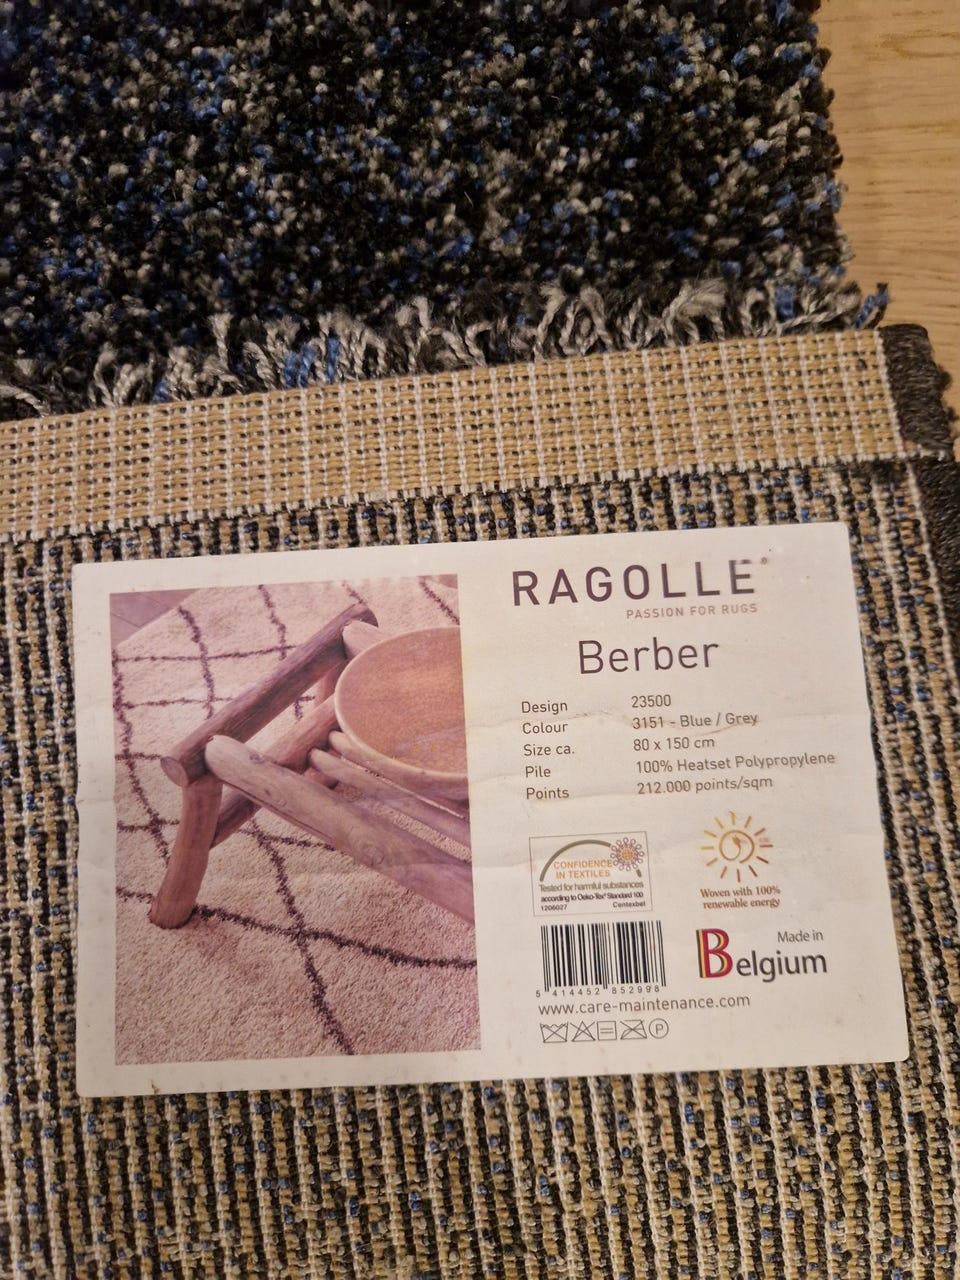 RAGOLLE®
PASSION FOR RUGS
Berber
Design 23500
Colour 3151 - Blue / Grey
Size ca. 80 x 150 cm
Pile 100% Heatset Polypropylene
Points 212.000 points/sqm
CONFIDENCE
IN TEXTILES
Tested for harmful substances
according to Oeko-Tex® Standard 100
1206027 Centexbel
Woven with 100%
renewable energy
5 414452 852998
Made in
Belgium
www.care-maintenance.com
P